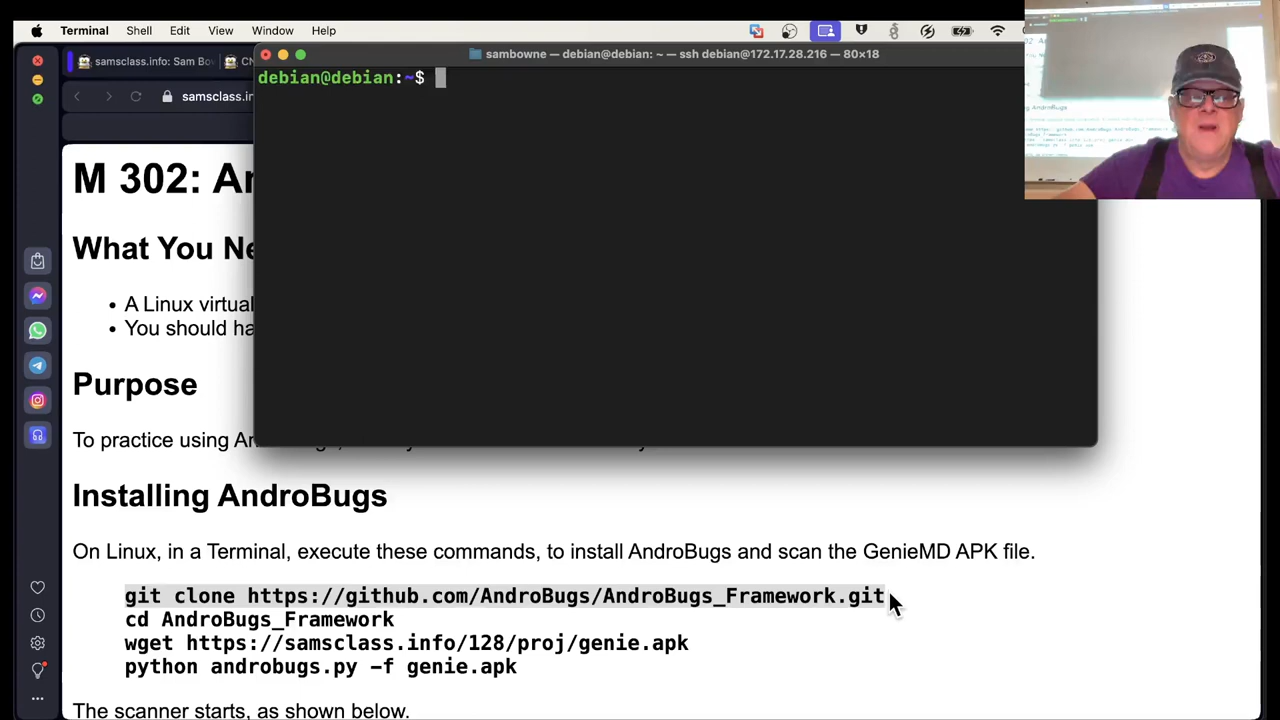 Terminal Shell Edit View Window Help
samsclass.info: Sam Bow
samsclass.in
sambowne — debian@debian: ~ — ssh debian@172.17.28.216 — 80×18
debian@debian:~$
M 302: Ar
What You Ne
• A Linux virtual
• You should ha
Purpose
To practice using An
Installing AndroBugs
On Linux, in a Terminal, execute these commands, to install AndroBugs and scan the GenieMD APK file.
git clone https://github.com/AndroBugs/AndroBugs_Framework.git
cd AndroBugs_Framework
wget https://samsclass.info/128/proj/genie.apk
python androbugs.py -f genie.apk
The scanner starts, as shown below.